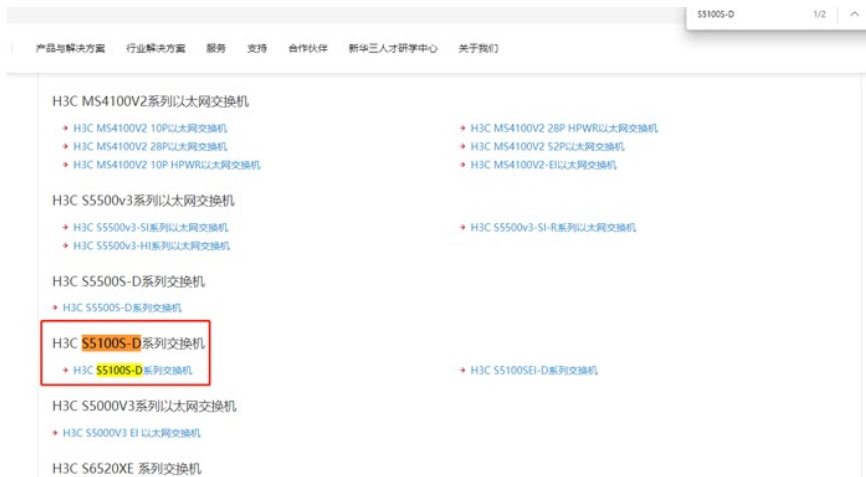 S5100S-D 1/2
产品与解决方案 行业解决方案 服务 支持 合作伙伴 新华三人才研学中心 关于我们
H3C MS4100V2系列以太网交换机
H3C MS4100V2 10P以太网交换机 H3C MS4100V2 28P HPWR以太网交换机
H3C MS4100V2 28P以太网交换机 H3C MS4100V2 52P以太网交换机
H3C MS4100V2 10P HPWR以太网交换机 H3C MS4100V2-EI以太网交换机
H3C S5500v3系列以太网交换机
H3C S5500v3-SI系列以太网交换机 H3C S5500v3-SI-R系列以太网交换机
H3C S5500v3-HI系列以太网交换机
H3C S5500S-D系列交换机
H3C S5500S-D系列交换机
H3C S5100S-D系列交换机
H3C S5100S-D系列交换机 H3C S5100SEI-D系列交换机
H3C S5000V3系列以太网交换机
H3C S5000V3 EI 以太网交换机
H3C S6520XE 系列交换机